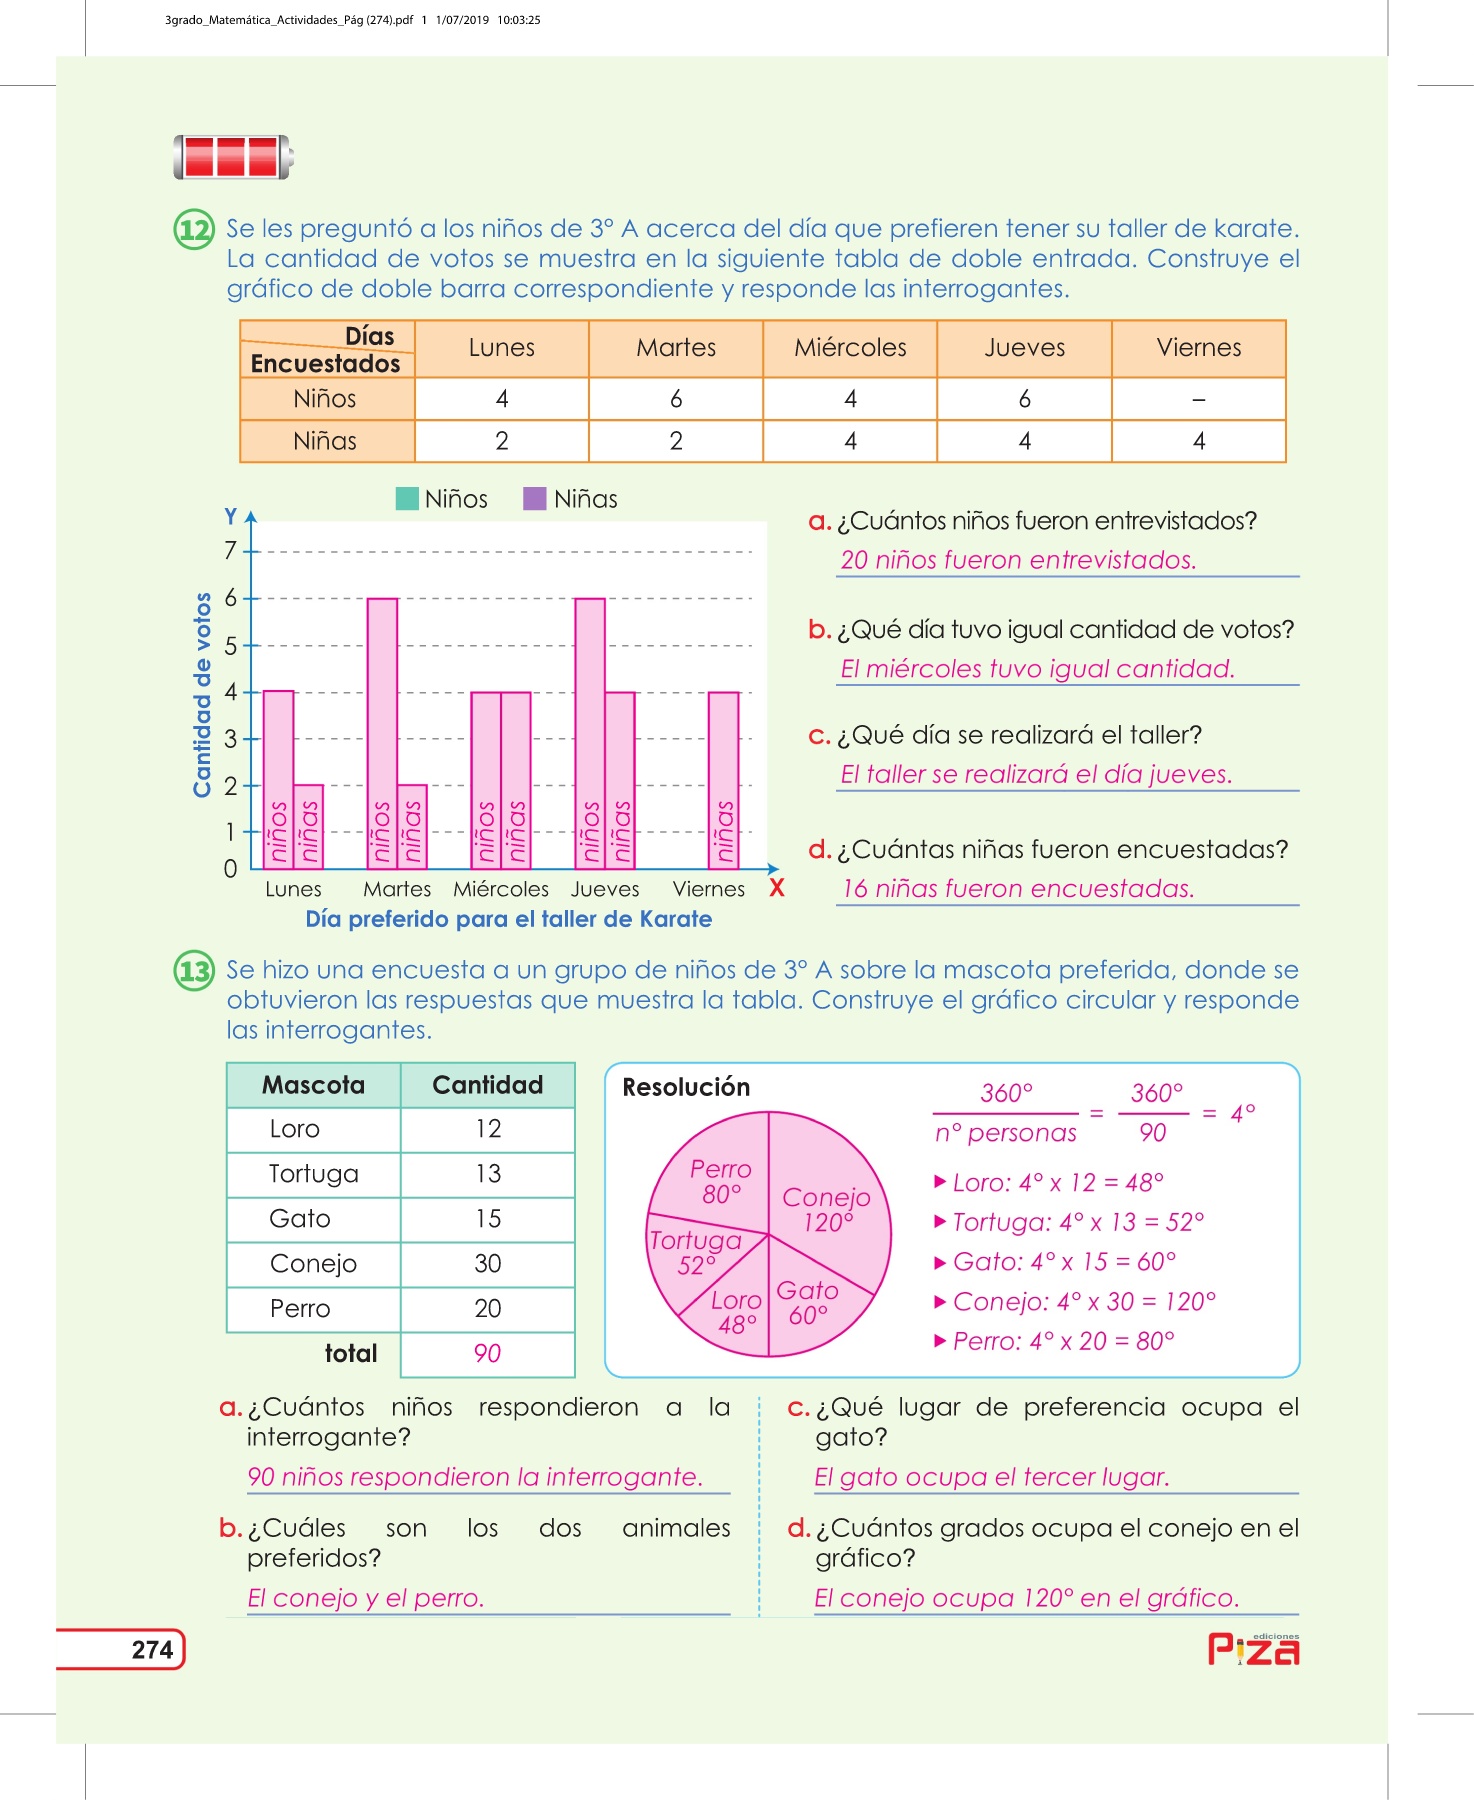 3grado_Matemática_Actividades_Pág (274).pdf 1 1/07/2019 10:03:25
12 Se les preguntó a los niños de 3° A acerca del día que prefieren tener su taller de karate.
La cantidad de votos se muestra en la siguiente tabla de doble entrada. Construye el
gráfico de doble barra correspondiente y responde las interrogantes.
Días
Encuestados
Lunes Martes Miércoles Jueves Viernes
Niños 4 6 4 6 –
Niñas 2 2 4 4 4
Niños Niñas
Y
7
6
5
4
3
2
1
0
Cantidad de votos
niños niñas niños niñas niños niñas niños niñas niñas
Lunes Martes Miércoles Jueves Viernes X
Día preferido para el taller de Karate
a. ¿Cuántos niños fueron entrevistados?
20 niños fueron entrevistados.
b. ¿Qué día tuvo igual cantidad de votos?
El miércoles tuvo igual cantidad.
c. ¿Qué día se realizará el taller?
El taller se realizará el día jueves.
d. ¿Cuántas niñas fueron encuestadas?
16 niñas fueron encuestadas.
13 Se hizo una encuesta a un grupo de niños de 3° A sobre la mascota preferida, donde se
obtuvieron las respuestas que muestra la tabla. Construye el gráfico circular y responde
las interrogantes.
Mascota Cantidad
Loro 12
Tortuga 13
Gato 15
Conejo 30
Perro 20
total 90
Resolución
Perro
80°
Conejo
120°
Tortuga
52°
Loro
48°
Gato
60°
360° / n° personas = 360° / 90 = 4°
▶ Loro: 4° x 12 = 48°
▶ Tortuga: 4° x 13 = 52°
▶ Gato: 4° x 15 = 60°
▶ Conejo: 4° x 30 = 120°
▶ Perro: 4° x 20 = 80°
a. ¿Cuántos niños respondieron a la
interrogante?
90 niños respondieron la interrogante.
b. ¿Cuáles son los dos animales
preferidos?
El conejo y el perro.
c. ¿Qué lugar de preferencia ocupa el
gato?
El gato ocupa el tercer lugar.
d. ¿Cuántos grados ocupa el conejo en el
gráfico?
El conejo ocupa 120° en el gráfico.
274
ediciones
Piza